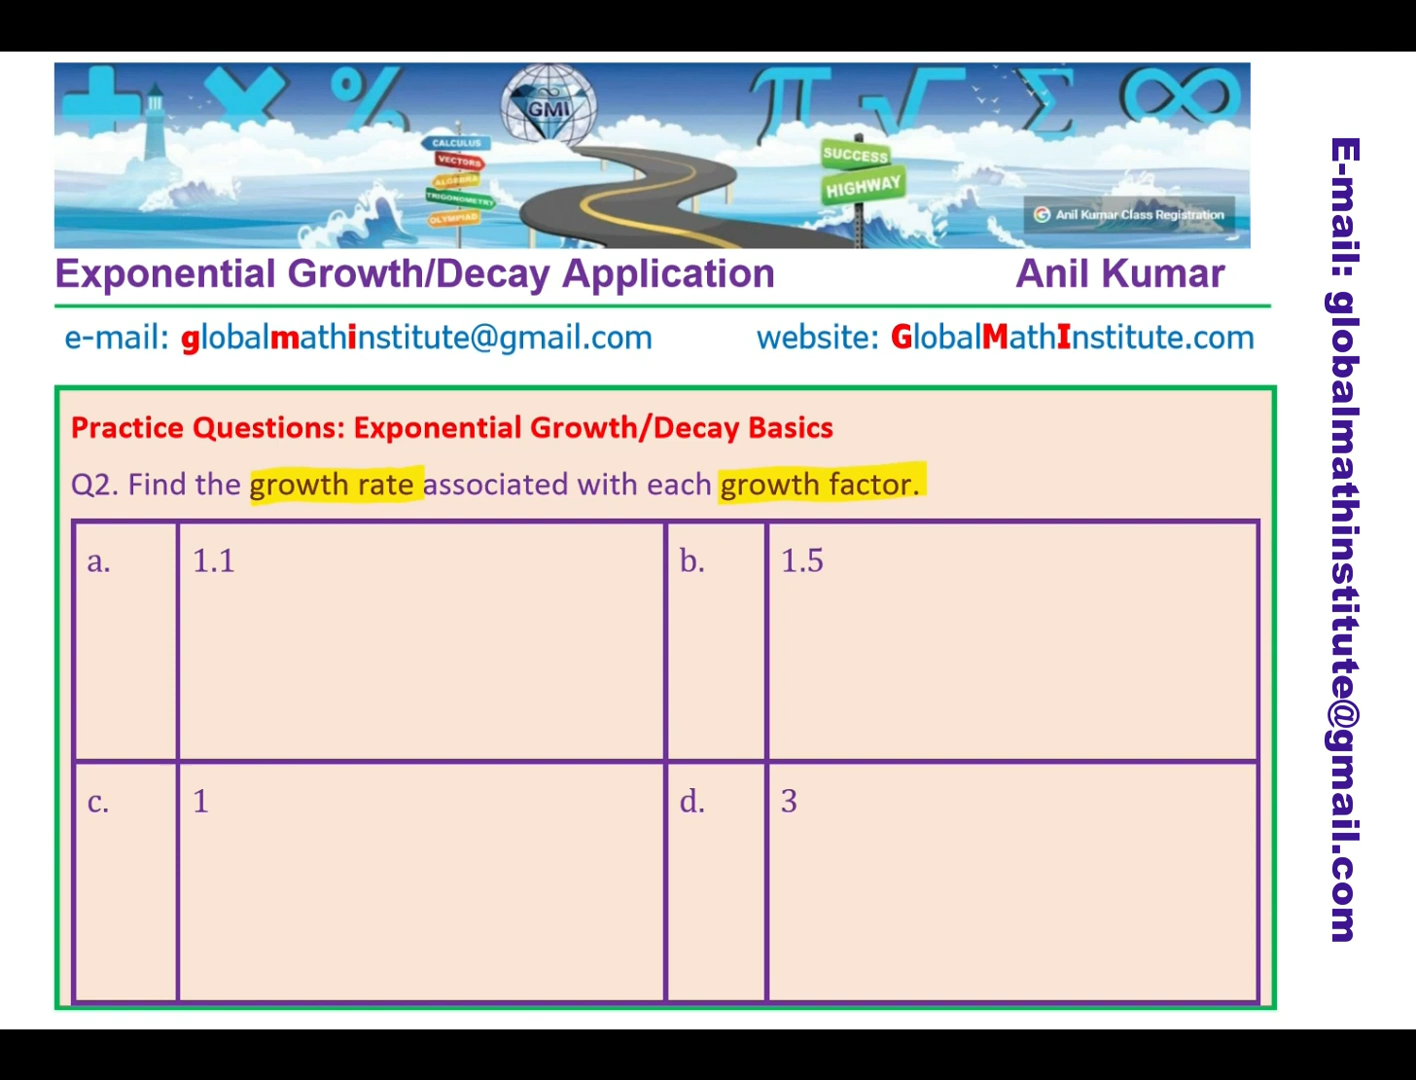 GMI
CALCULUS
VECTORS
ALGEBRA
TRIGONOMETRY
OLYMPIAD
SUCCESS
HIGHWAY
Anil Kumar Class Registration
Exponential Growth/Decay Application Anil Kumar
e-mail: globalmathinstitute@gmail.com website: GlobalMathInstitute.com
Practice Questions: Exponential Growth/Decay Basics
Q2. Find the growth rate associated with each growth factor.
a. 1.1 b. 1.5
c. 1 d. 3
E-mail: globalmathinstitute@gmail.com